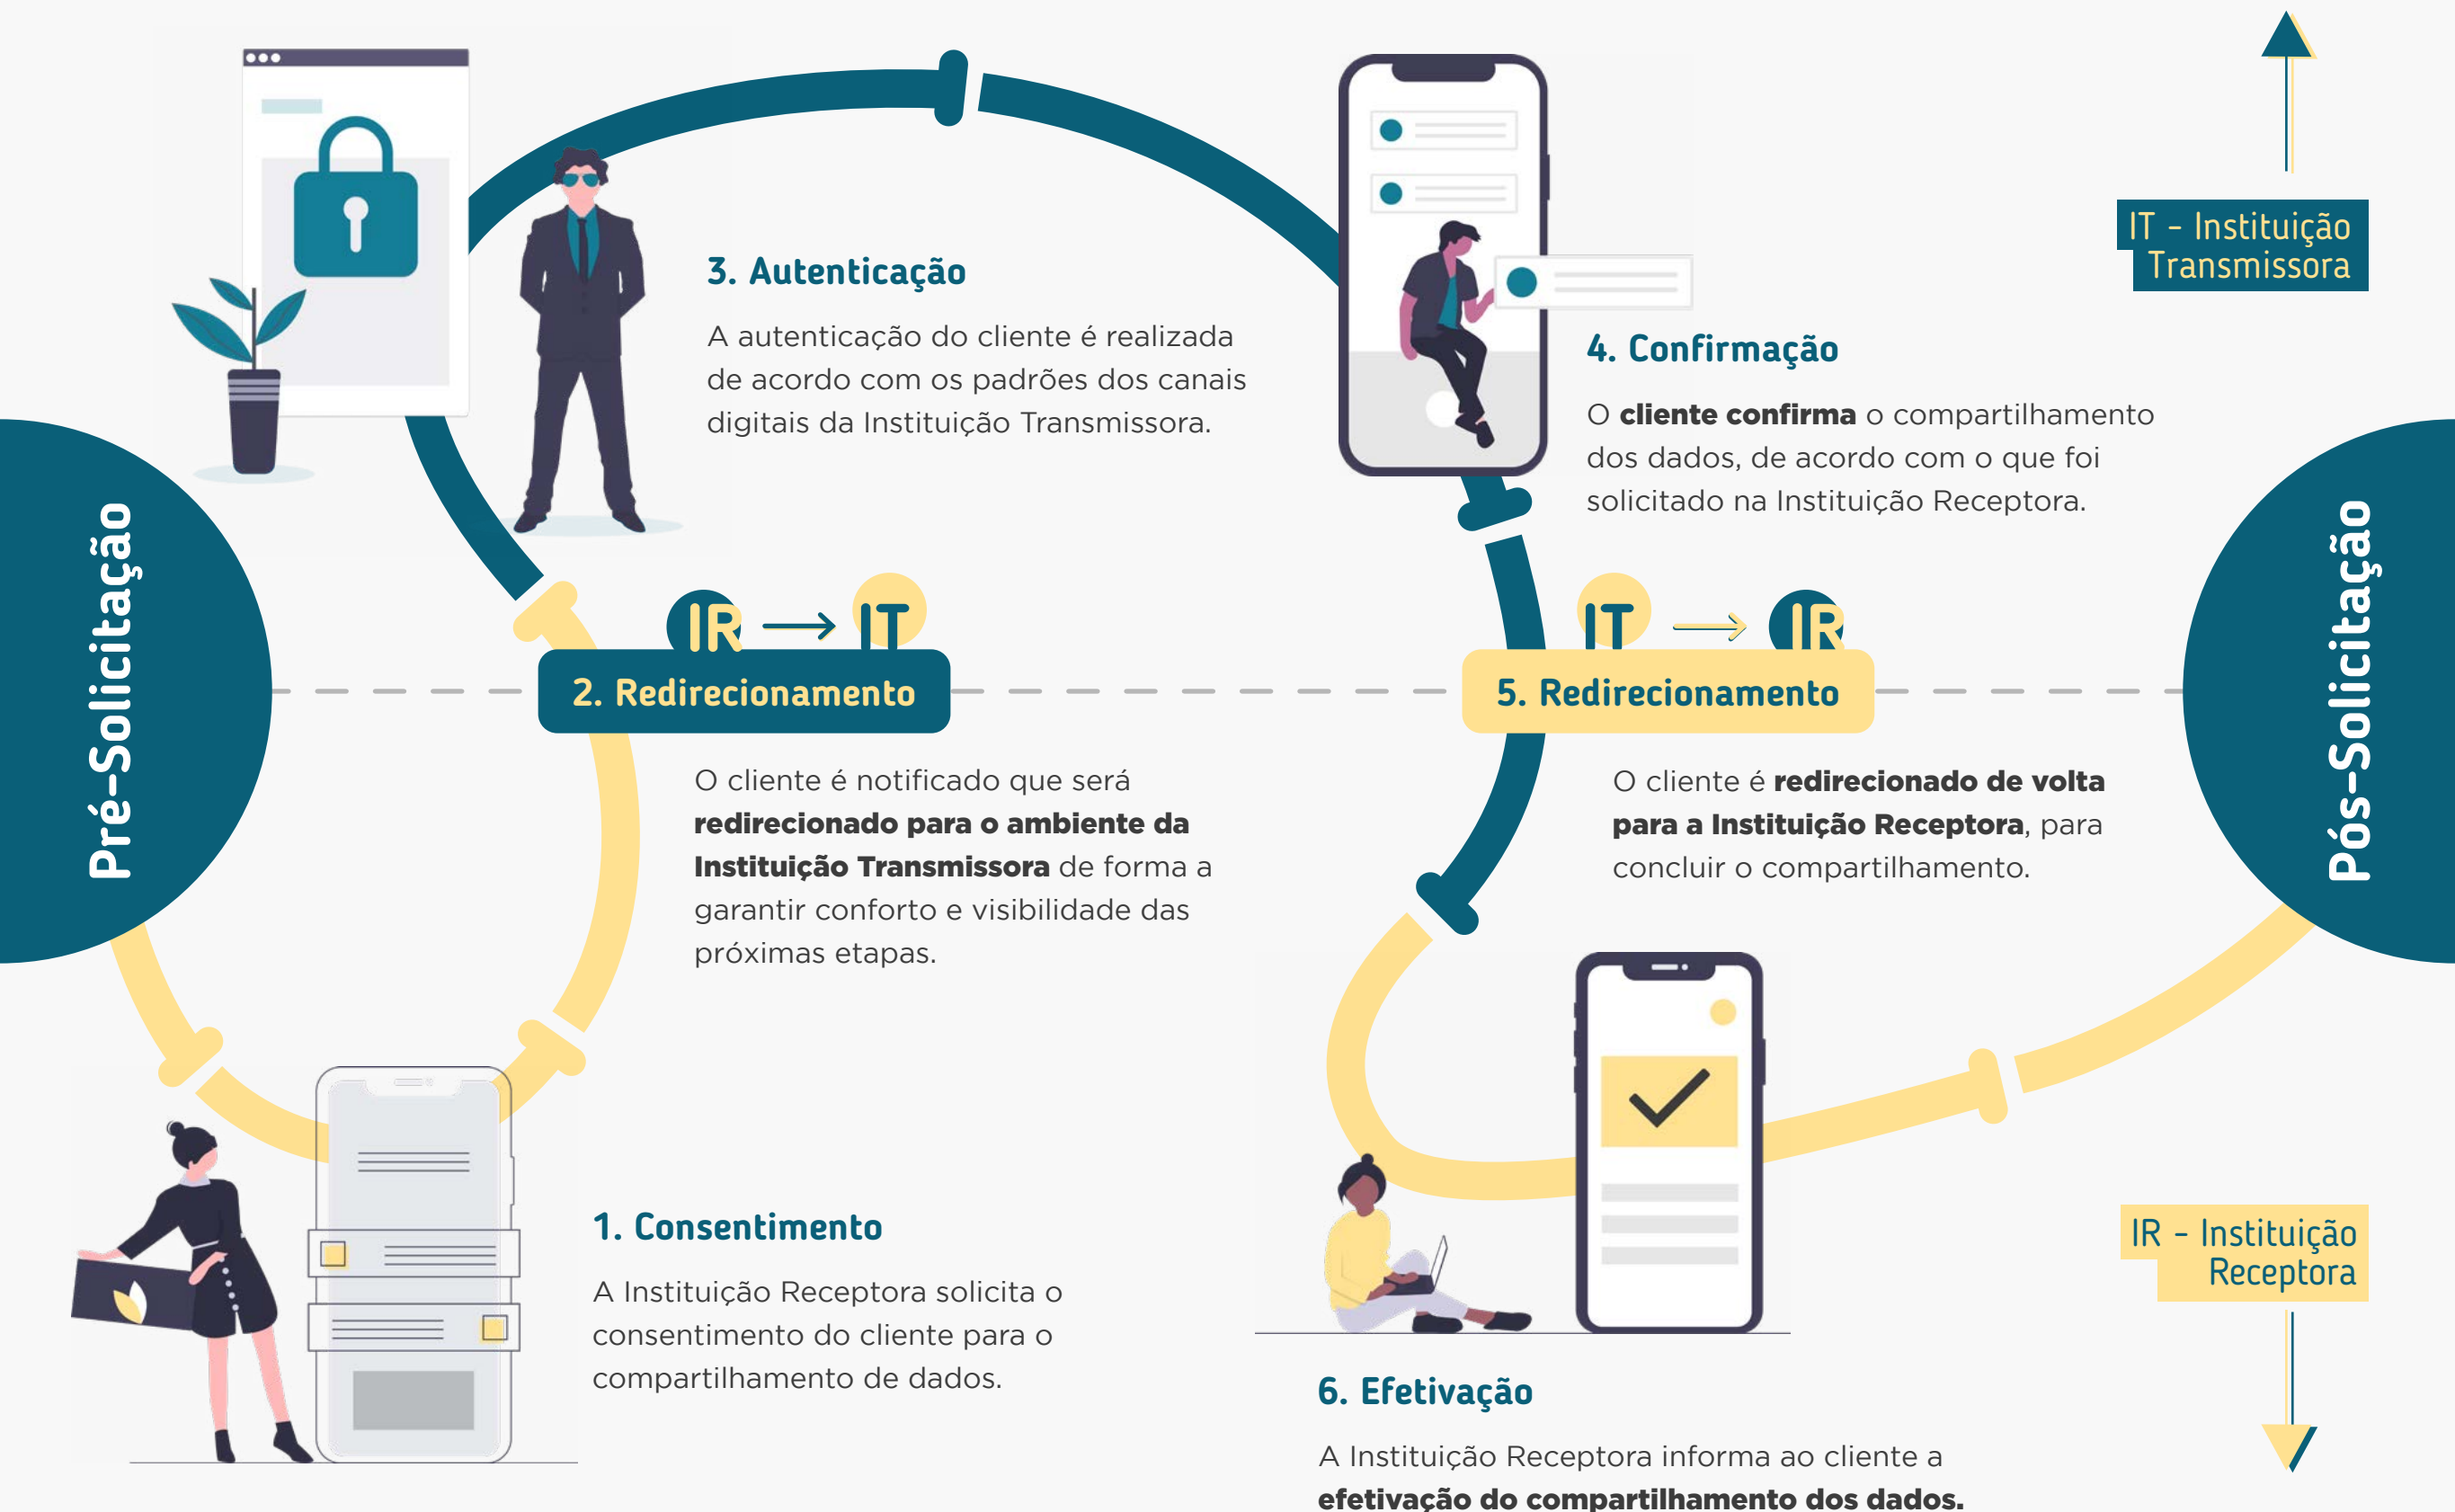 Pré-Solicitação
1. Consentimento
A Instituição Receptora solicita o
consentimento do cliente para o
compartilhamento de dados.
IR → IT
2. Redirecionamento
O cliente é notificado que será
redirecionado para o ambiente da
Instituição Transmissora de forma a
garantir conforto e visibilidade das
próximas etapas.
3. Autenticação
A autenticação do cliente é realizada
de acordo com os padrões dos canais
digitais da Instituição Transmissora.
4. Confirmação
O cliente confirma o compartilhamento
dos dados, de acordo com o que foi
solicitado na Instituição Receptora.
IT → IR
5. Redirecionamento
O cliente é redirecionado de volta
para a Instituição Receptora, para
concluir o compartilhamento.
6. Efetivação
A Instituição Receptora informa ao cliente a
efetivação do compartilhamento dos dados.
Pós-Solicitação
IT - Instituição
Transmissora
IR - Instituição
Receptora